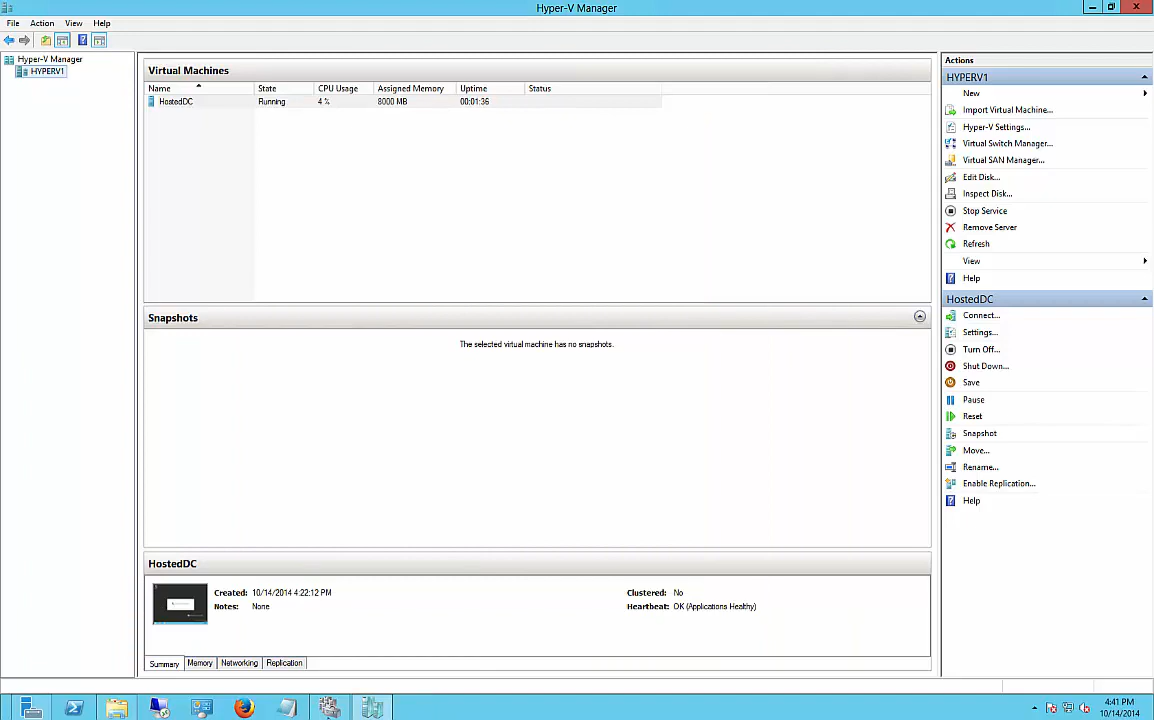 Hyper-V Manager
File Action View Help
Hyper-V Manager
HYPERV1
Virtual Machines
Name State CPU Usage Assigned Memory Uptime Status
HostedDC Running 4 % 8000 MB 00:01:36
Snapshots
The selected virtual machine has no snapshots.
HostedDC
Created: 10/14/2014 4:22:12 PM Clustered: No
Notes: None Heartbeat: OK (Applications Healthy)
Summary Memory Networking Replication
Actions
HYPERV1
New
Import Virtual Machine...
Hyper-V Settings...
Virtual Switch Manager...
Virtual SAN Manager...
Edit Disk...
Inspect Disk...
Stop Service
Remove Server
Refresh
View
Help
HostedDC
Connect...
Settings...
Turn Off...
Shut Down...
Save
Pause
Reset
Snapshot
Move...
Rename...
Enable Replication...
Help
4:41 PM
10/14/2014